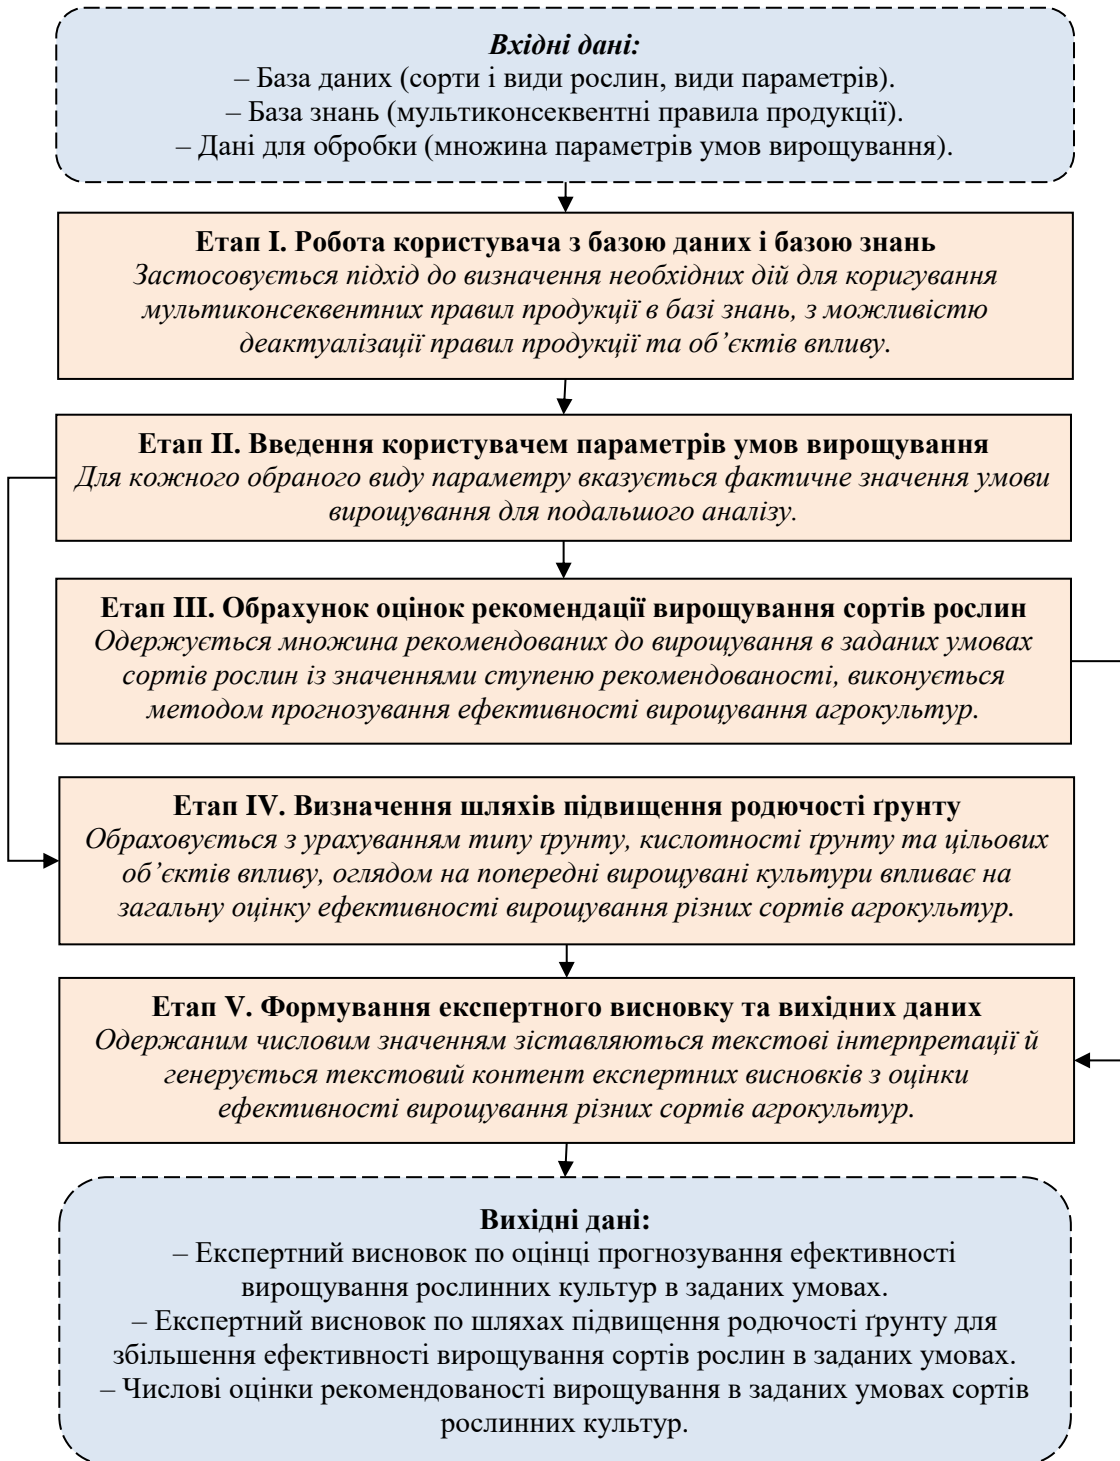 Вхідні дані:
– База даних (сорти і види рослин, види параметрів).
– База знань (мультиконсеквентні правила продукції).
– Дані для обробки (множина параметрів умов вирощування).
Етап I. Робота користувача з базою даних і базою знань
Застосовується підхід до визначення необхідних дій для коригування
мультиконсеквентних правил продукції в базі знань, з можливістю
деактуалізації правил продукції та об’єктів впливу.
Етап II. Введення користувачем параметрів умов вирощування
Для кожного обраного виду параметру вказується фактичне значення умови
вирощування для подальшого аналізу.
Етап III. Обрахунок оцінок рекомендації вирощування сортів рослин
Одержується множина рекомендованих до вирощування в заданих умовах
сортів рослин із значеннями ступеню рекомендованості, виконується
методом прогнозування ефективності вирощування агрокультур.
Етап IV. Визначення шляхів підвищення родючості ґрунту
Обраховується з урахуванням типу ґрунту, кислотності ґрунту та цільових
об’єктів впливу, оглядом на попередні вирощувані культури впливає на
загальну оцінку ефективності вирощування різних сортів агрокультур.
Етап V. Формування експертного висновку та вихідних даних
Одержаним числовим значенням зіставляються текстові інтерпретації й
генерується текстовий контент експертних висновків з оцінки
ефективності вирощування різних сортів агрокультур.
Вихідні дані:
– Експертний висновок по оцінці прогнозування ефективності
вирощування рослинних культур в заданих умовах.
– Експертний висновок по шляхах підвищення родючості ґрунту для
збільшення ефективності вирощування сортів рослин в заданих умовах.
– Числові оцінки рекомендованості вирощування в заданих умовах сортів
рослинних культур.